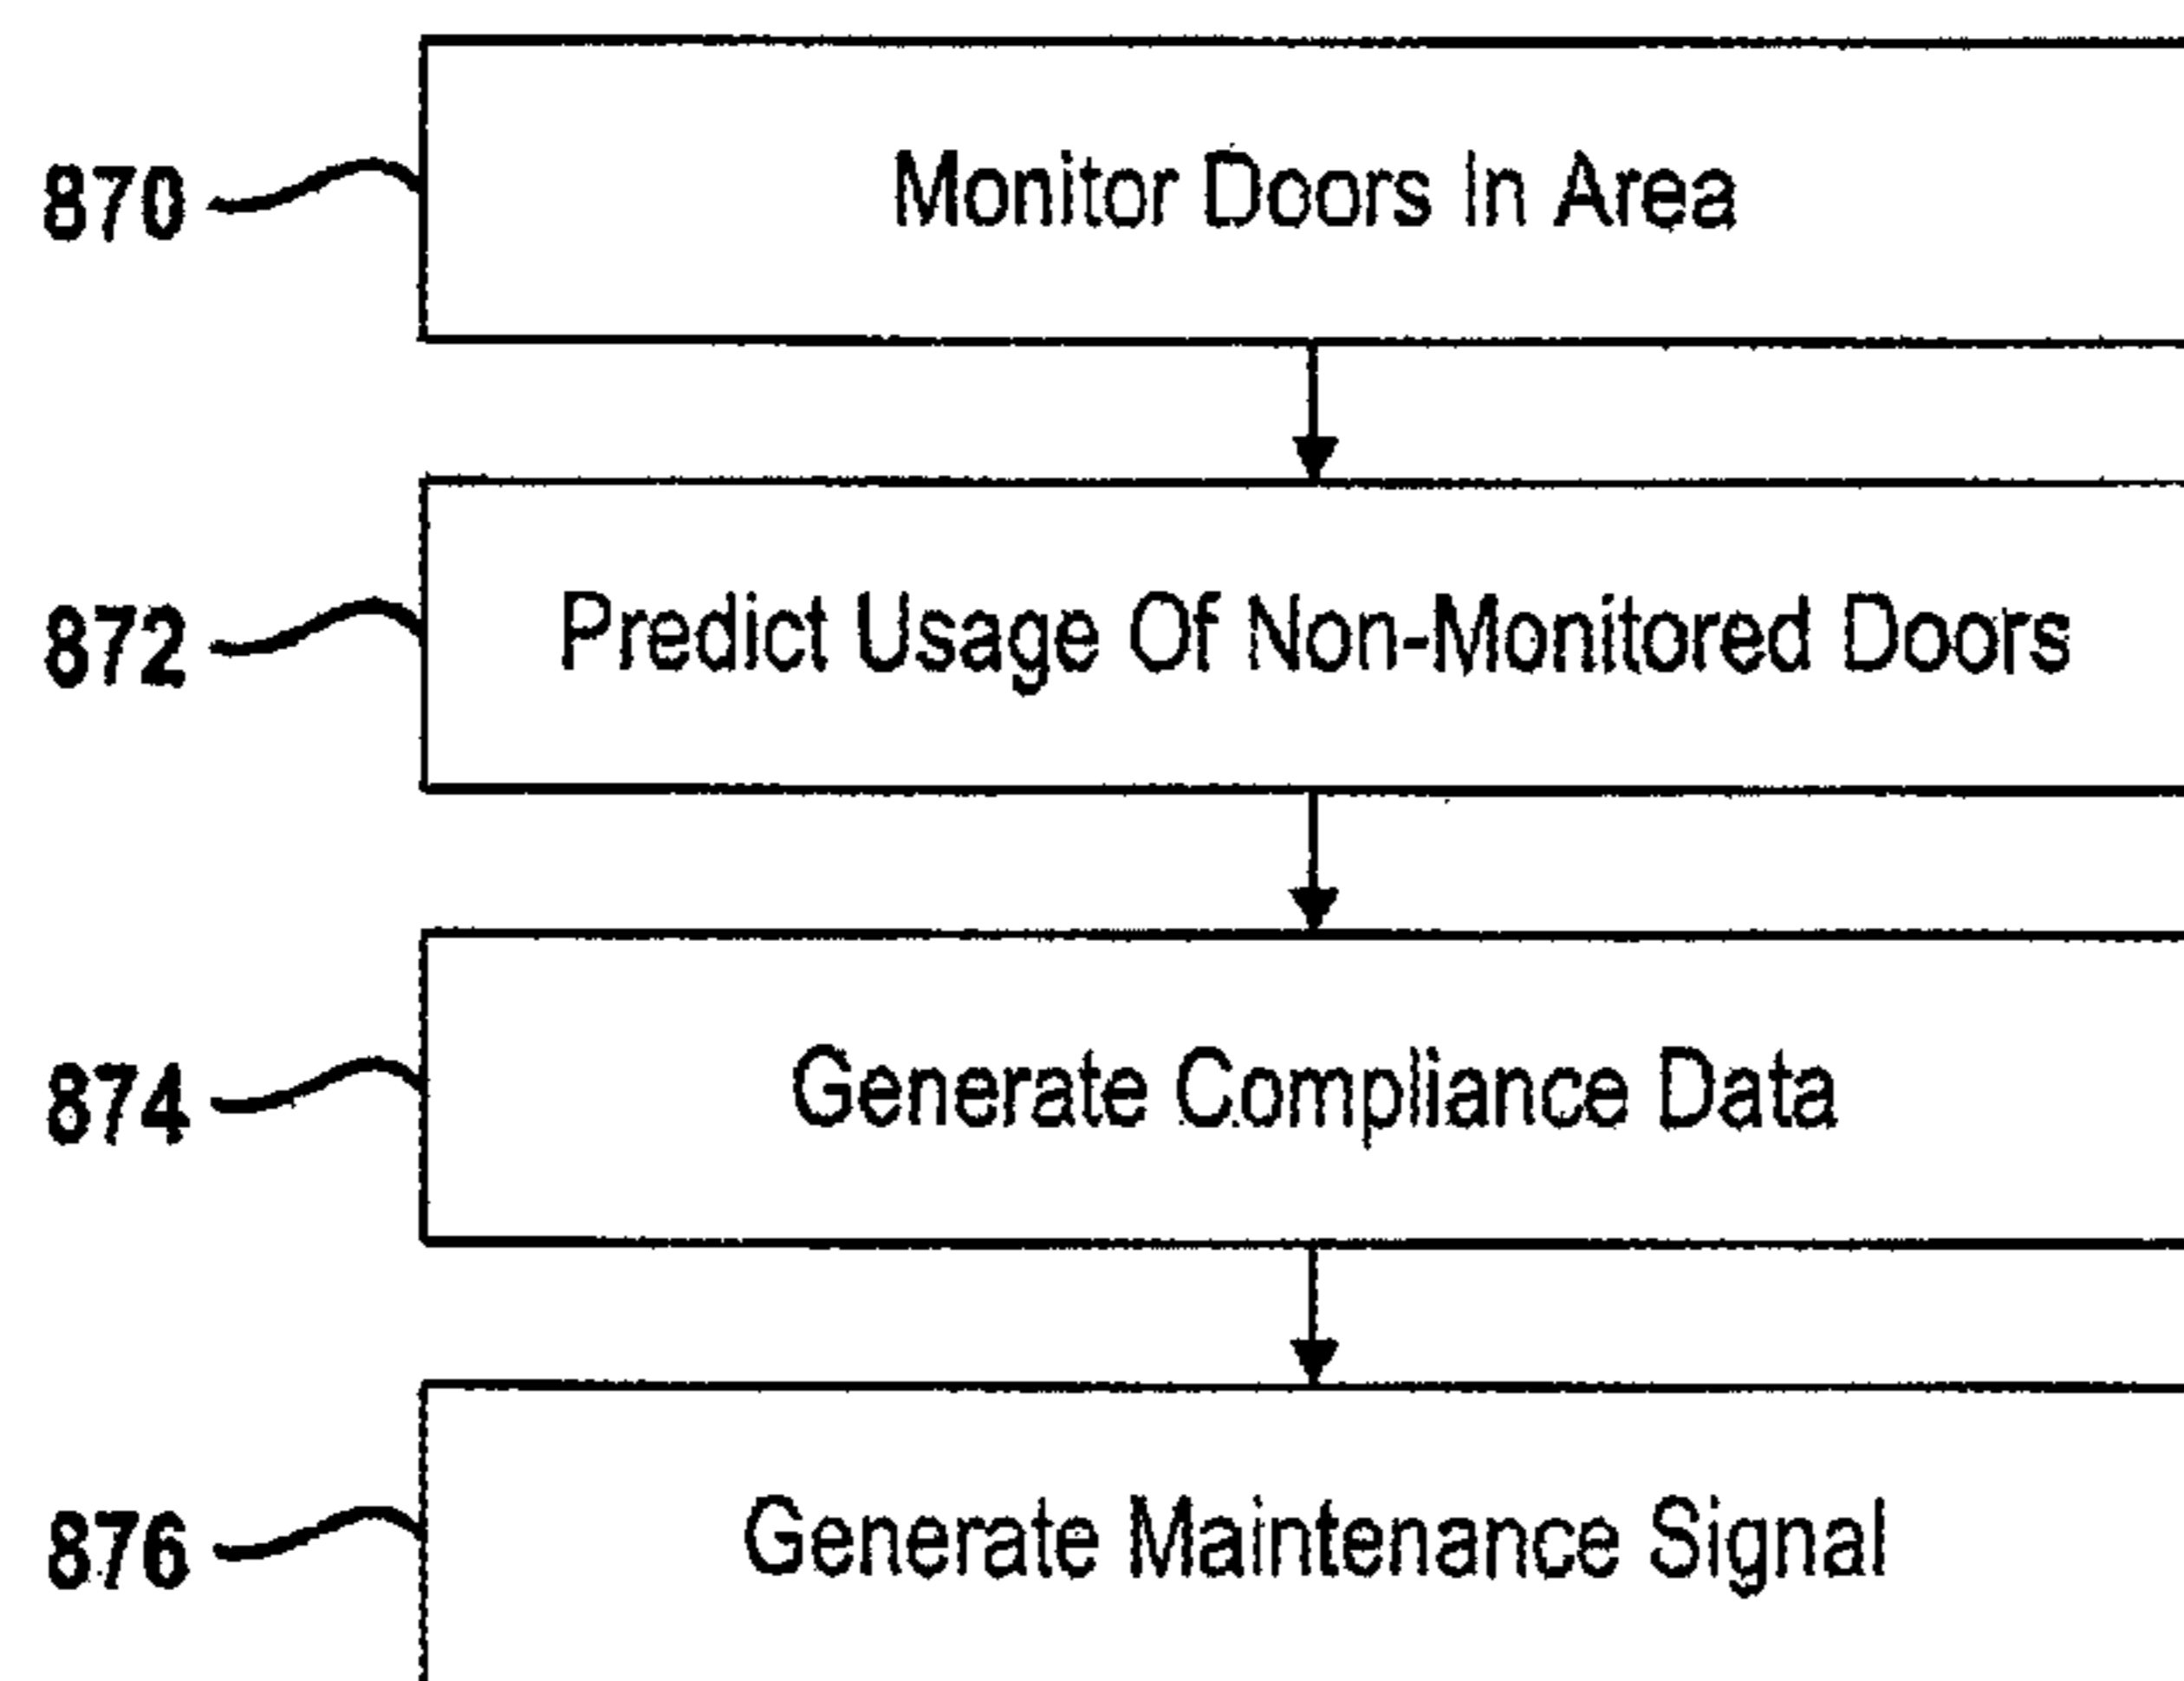 870 Monitor Doors In Area
872 Predict Usage Of Non-Monitored Doors
874 Generate Compliance Data
876 Generate Maintenance Signal